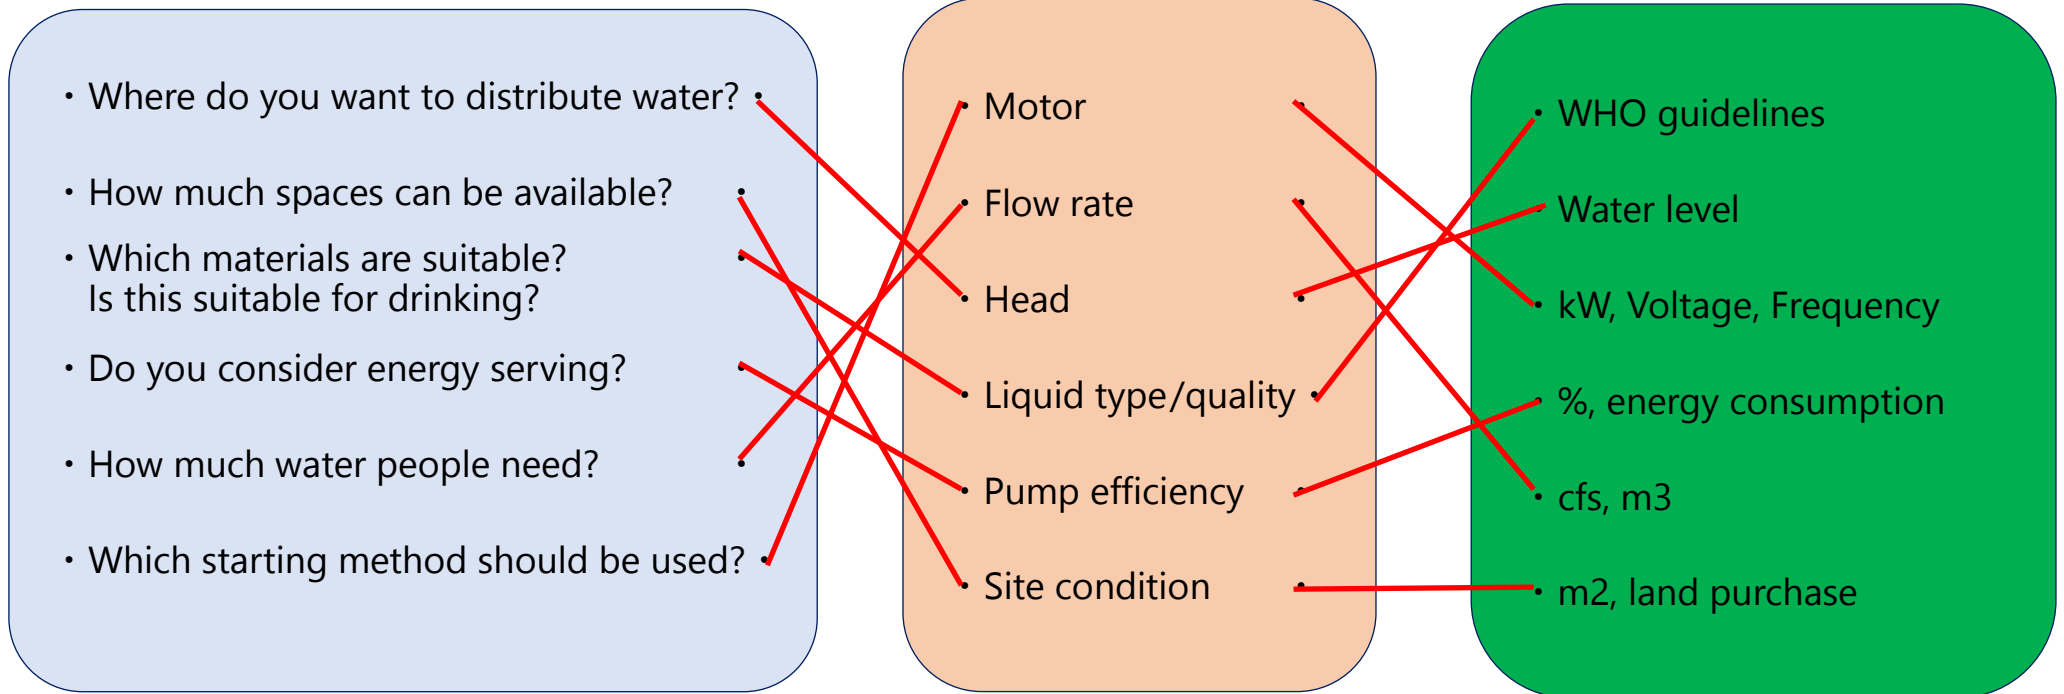 ・Where do you want to distribute water? •
・How much spaces can be available? •
・Which materials are suitable? •
Is this suitable for drinking?
・Do you consider energy serving? •
・How much water people need? •
・Which starting method should be used? •
• Motor •
• Flow rate •
• Head •
• Liquid type/quality •
• Pump efficiency •
• Site condition •
• WHO guidelines
• Water level
• kW, Voltage, Frequency
• %, energy consumption
• cfs, m3
• m2, land purchase